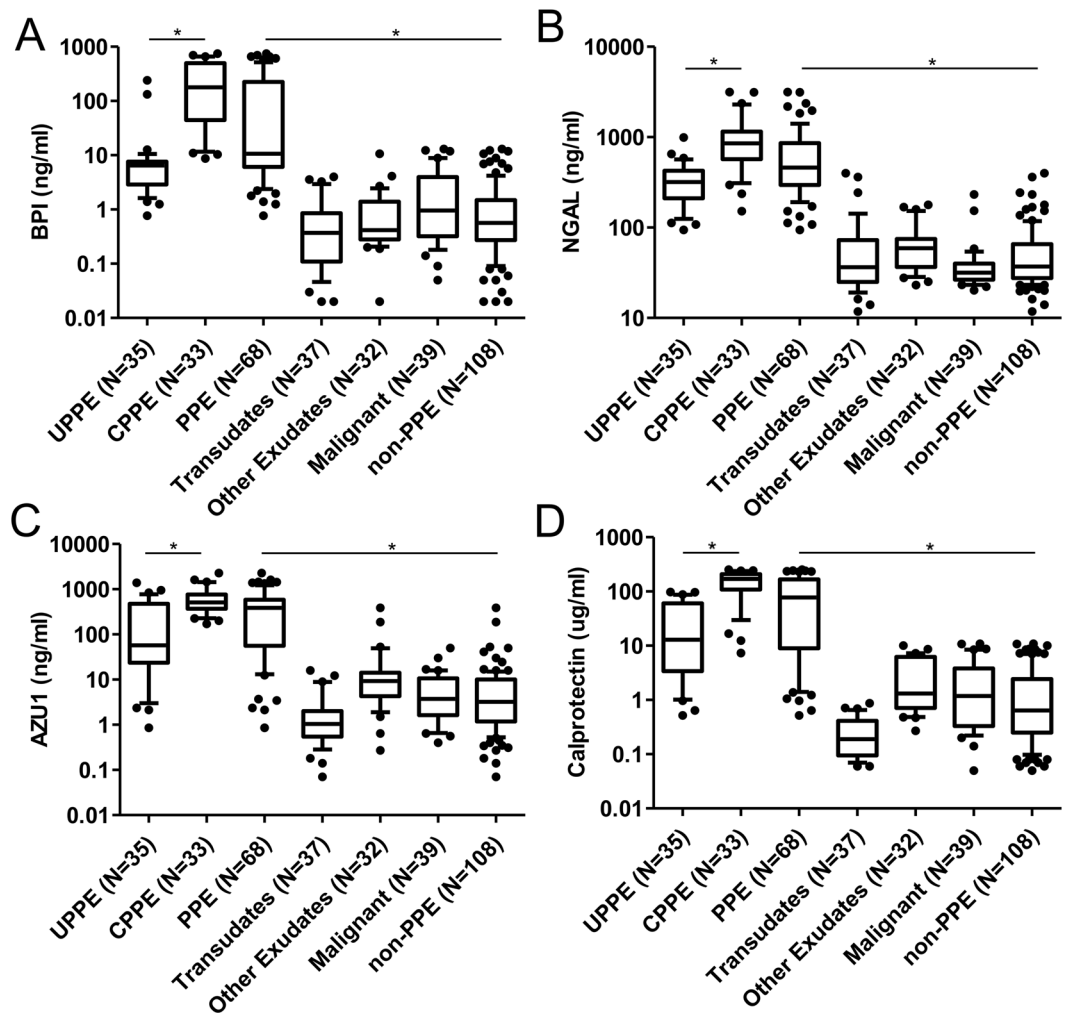 A
*
*
1000
100
10
1
0.1
0.01
BPI (ng/ml)
UPPE (N=35)
CPPE (N=33)
PPE (N=68)
Transudates (N=37)
Other Exudates (N=32)
Malignant (N=39)
non-PPE (N=108)
B
*
*
10000
1000
100
10
NGAL (ng/ml)
UPPE (N=35)
CPPE (N=33)
PPE (N=68)
Transudates (N=37)
Other Exudates (N=32)
Malignant (N=39)
non-PPE (N=108)
C
*
*
10000
1000
100
10
1
0.1
0.01
AZU1 (ng/ml)
UPPE (N=35)
CPPE (N=33)
PPE (N=68)
Transudates (N=37)
Other Exudates (N=32)
Malignant (N=39)
non-PPE (N=108)
D
*
*
1000
100
10
1
0.1
0.01
Calprotectin (ug/ml)
UPPE (N=35)
CPPE (N=33)
PPE (N=68)
Transudates (N=37)
Other Exudates (N=32)
Malignant (N=39)
non-PPE (N=108)